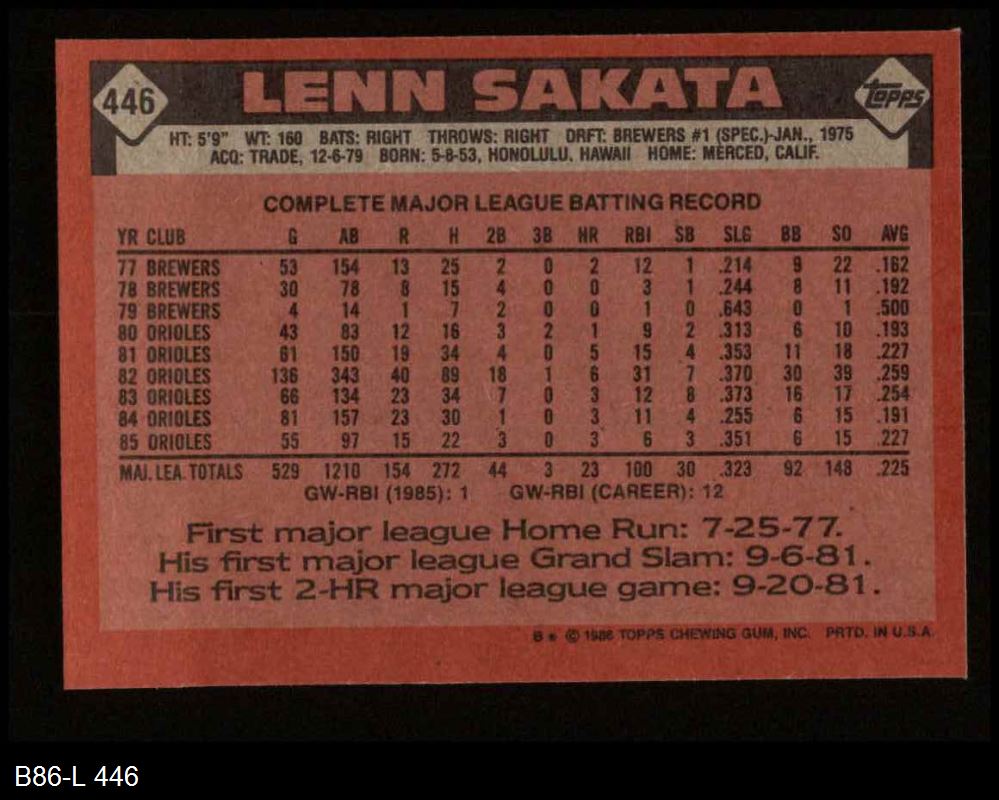 446 LENN SAKATA TOPPS
HT: 5'9" WT: 160 BATS: RIGHT THROWS: RIGHT DRFT: BREWERS #1 (SPEC.)-JAN., 1975
ACQ: TRADE, 12-6-79 BORN: 5-8-53, HONOLULU, HAWAII HOME: MERCED, CALIF.
COMPLETE MAJOR LEAGUE BATTING RECORD
YR CLUB G AB R H 2B 3B HR RBI SB SLG BB SO AVG
77 BREWERS 53 154 13 25 2 0 2 12 1 .214 9 22 .162
78 BREWERS 30 78 8 15 4 0 0 3 1 .244 8 11 .192
79 BREWERS 4 14 1 7 2 0 0 1 0 .643 0 1 .500
80 ORIOLES 43 83 12 16 3 2 1 9 2 .313 6 10 .193
81 ORIOLES 61 150 19 34 4 0 5 15 4 .353 11 18 .227
82 ORIOLES 136 343 40 89 18 1 6 31 7 .370 30 39 .259
83 ORIOLES 66 134 23 34 7 0 3 12 8 .373 16 17 .254
84 ORIOLES 81 157 23 30 1 0 3 11 4 .255 6 15 .191
85 ORIOLES 55 97 15 22 3 0 3 6 3 .351 6 15 .227
MAJ. LEA. TOTALS 529 1210 154 272 44 3 23 100 30 .323 92 148 .225
GW-RBI (1985): 1 GW-RBI (CAREER): 12
First major league Home Run: 7-25-77.
His first major league Grand Slam: 9-6-81.
His first 2-HR major league game: 9-20-81.
B* © 1986 TOPPS CHEWING GUM, INC. PRTD. IN U.S.A.
B86-L 446